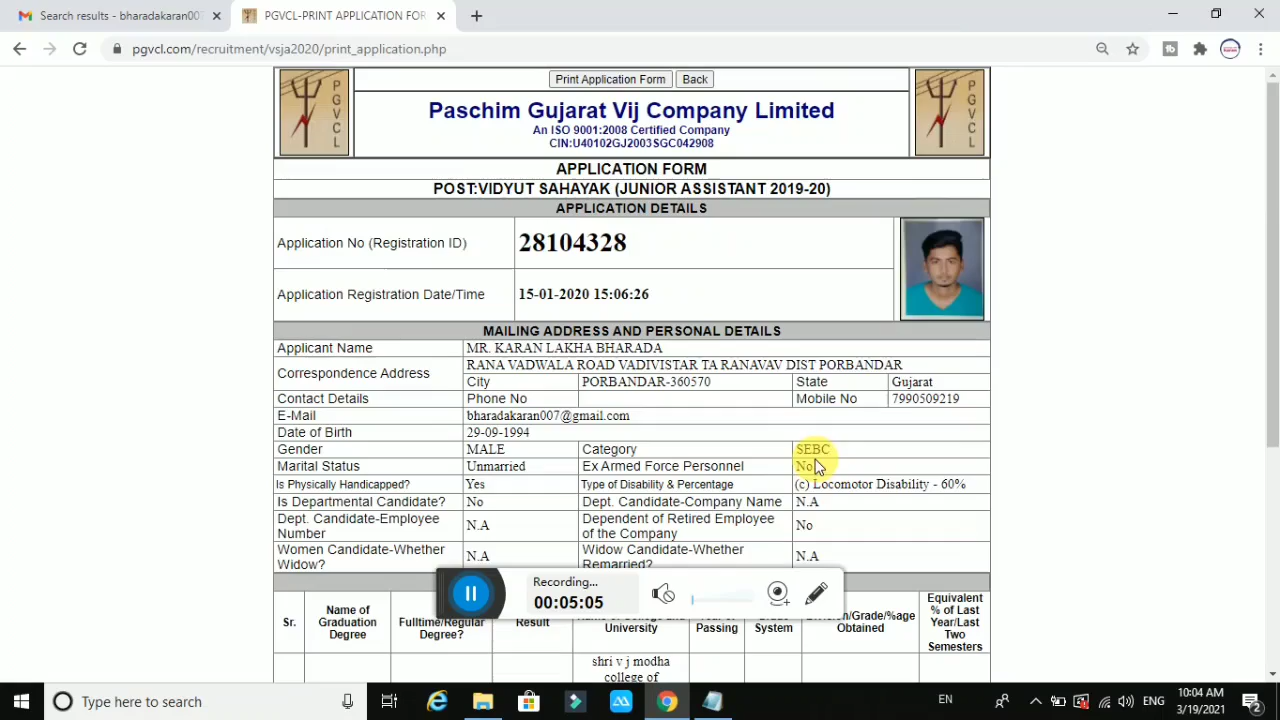 Search results - bharadakaran007
PGVCL-PRINT APPLICATION FOR
pgvcl.com/recruitment/vsja2020/print_application.php
Print Application Form Back
PGVCL
Paschim Gujarat Vij Company Limited
An ISO 9001:2008 Certified Company
CIN:U40102GJ2003SGC042908
PGVCL
APPLICATION FORM
POST:VIDYUT SAHAYAK (JUNIOR ASSISTANT 2019-20)
APPLICATION DETAILS
Application No (Registration ID) 28104328
Application Registration Date/Time 15-01-2020 15:06:26
MAILING ADDRESS AND PERSONAL DETAILS
Applicant Name MR. KARAN LAKHA BHARADA
Correspondence Address RANA VADWALA ROAD VADIVISTAR TA RANAVAV DIST PORBANDAR
City PORBANDAR-360570 State Gujarat
Contact Details Phone No Mobile No 7990509219
E-Mail bharadakaran007@gmail.com
Date of Birth 29-09-1994
Gender MALE Category SEBC
Marital Status Unmarried Ex Armed Force Personnel No
Is Physically Handicapped? Yes Type of Disability & Percentage (c) Locomotor Disability - 60%
Is Departmental Candidate? No Dept. Candidate-Company Name N.A
Dept. Candidate-Employee Number N.A Dependent of Retired Employee of the Company No
Women Candidate-Whether Widow? N.A Widow Candidate-Whether Remarried? N.A
Recording...
00:05:05
Sr.
Name of
Graduation
Degree
Fulltime/Regular
Degree?
Result
University
Passing
System
Obtained
Equivalent
% of Last
Year/Last
Two
Semesters
shri v j modha
college of
Type here to search
EN
ENG
10:04 AM
3/19/2021
2